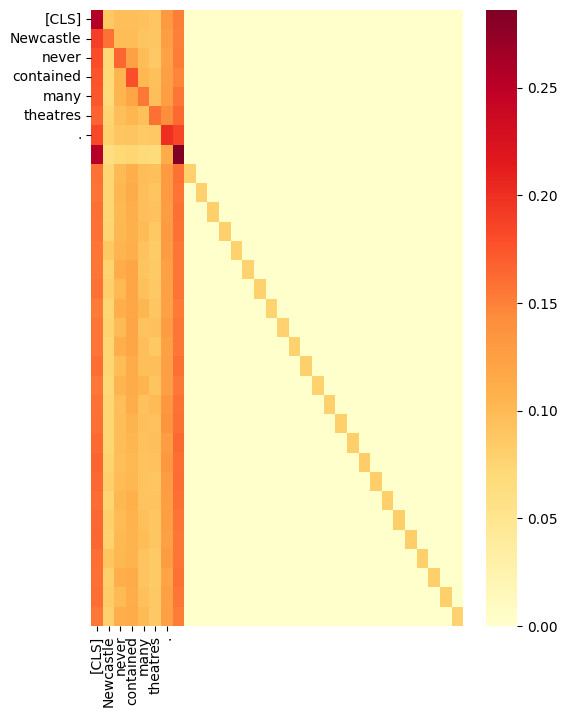 [CLS]
Newcastle
never
contained
many
theatres
.
0.25
0.20
0.15
0.10
0.05
0.00
[CLS]
Newcastle
never
contained
many
theatres
.